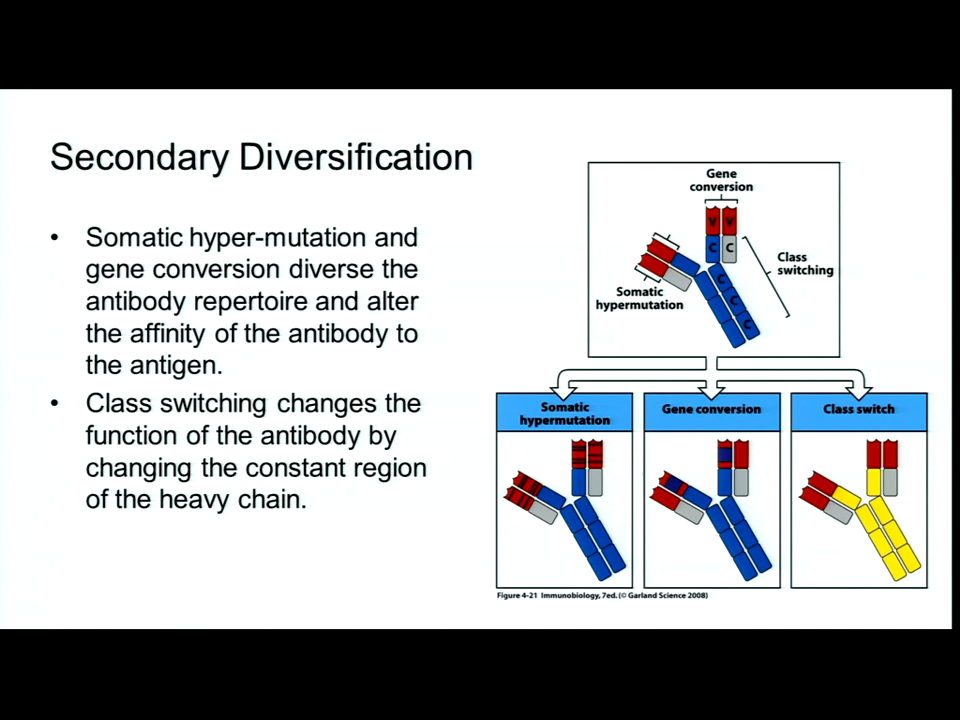 Secondary Diversification
• Somatic hyper-mutation and
gene conversion diverse the
antibody repertoire and alter
the affinity of the antibody to
the antigen.
• Class switching changes the
function of the antibody by
changing the constant region
of the heavy chain.
Gene
conversion
V V
C C
Class
switching
C
C
C
Somatic
hypermutation
Somatic
hypermutation
Gene conversion
Class switch
Figure 4-21 Immunobiology, 7ed. (© Garland Science 2008)